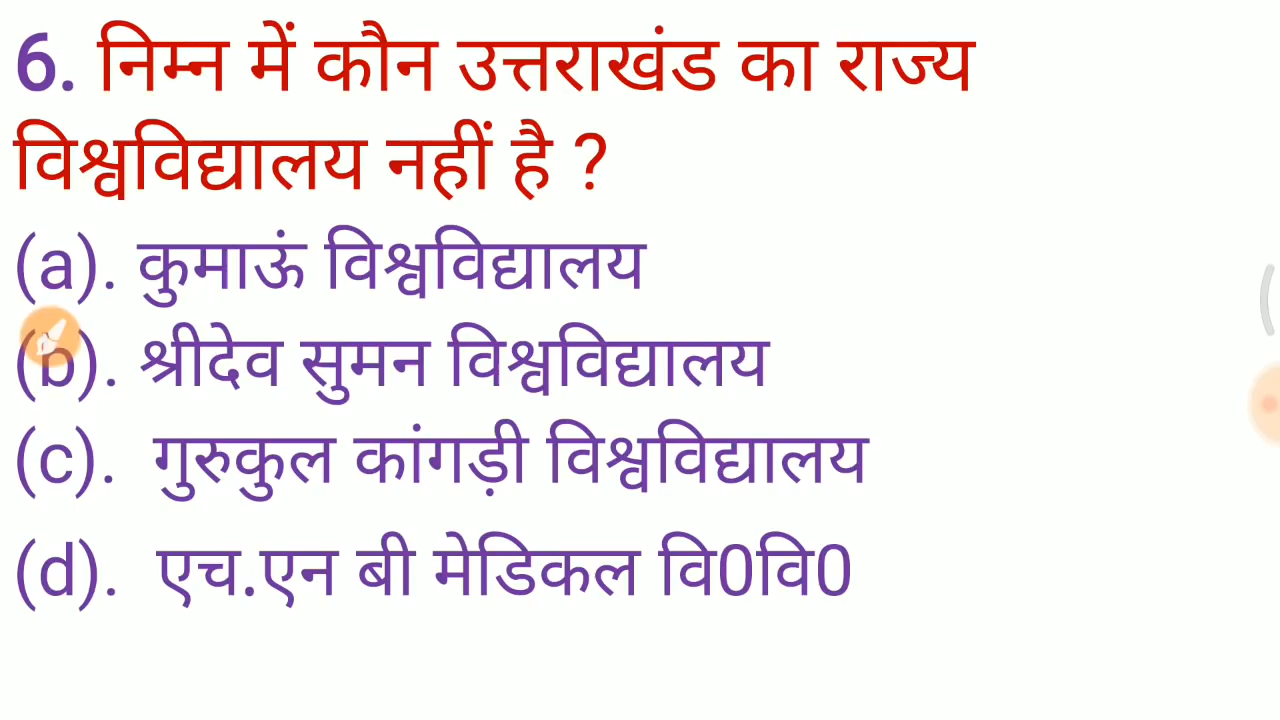 6. निम्न में कौन उत्तराखंड का राज्य
विश्वविद्यालय नहीं है ?
(a). कुमाऊं विश्वविद्यालय
(b). श्रीदेव सुमन विश्वविद्यालय
(c). गुरुकुल कांगड़ी विश्वविद्यालय
(d). एच.एन बी मेडिकल वि0वि0